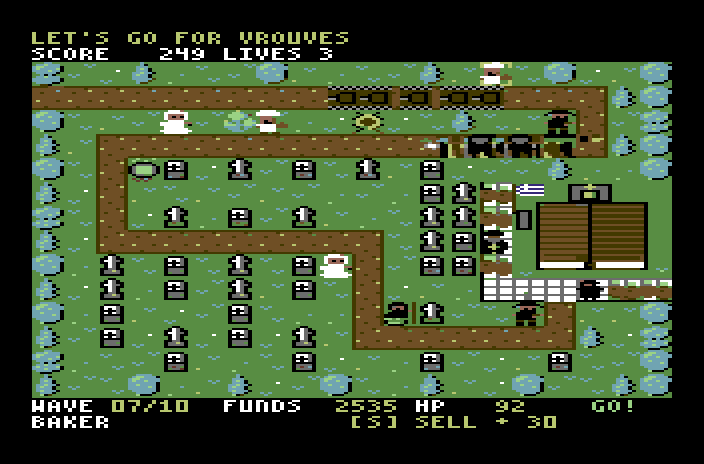 LET'S GO FOR VROUVES
SCORE 249 LIVES 3
WAVE 07/10 FUNDS 2535 HP 92 GO!
BAKER [S] SELL + 30